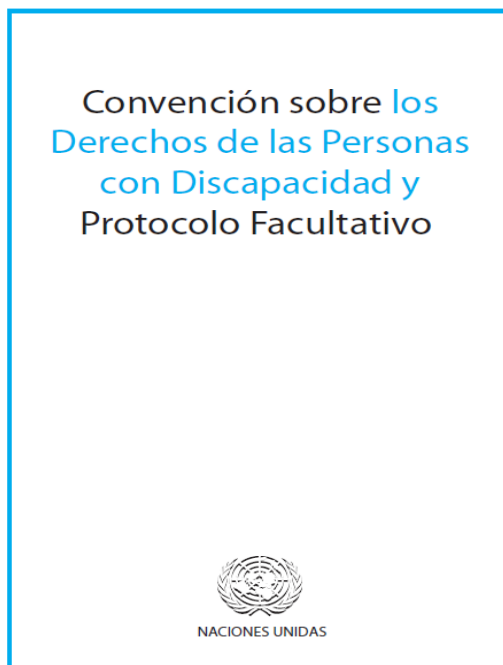 Convención sobre los
Derechos de las Personas
con Discapacidad y
Protocolo Facultativo
NACIONES UNIDAS